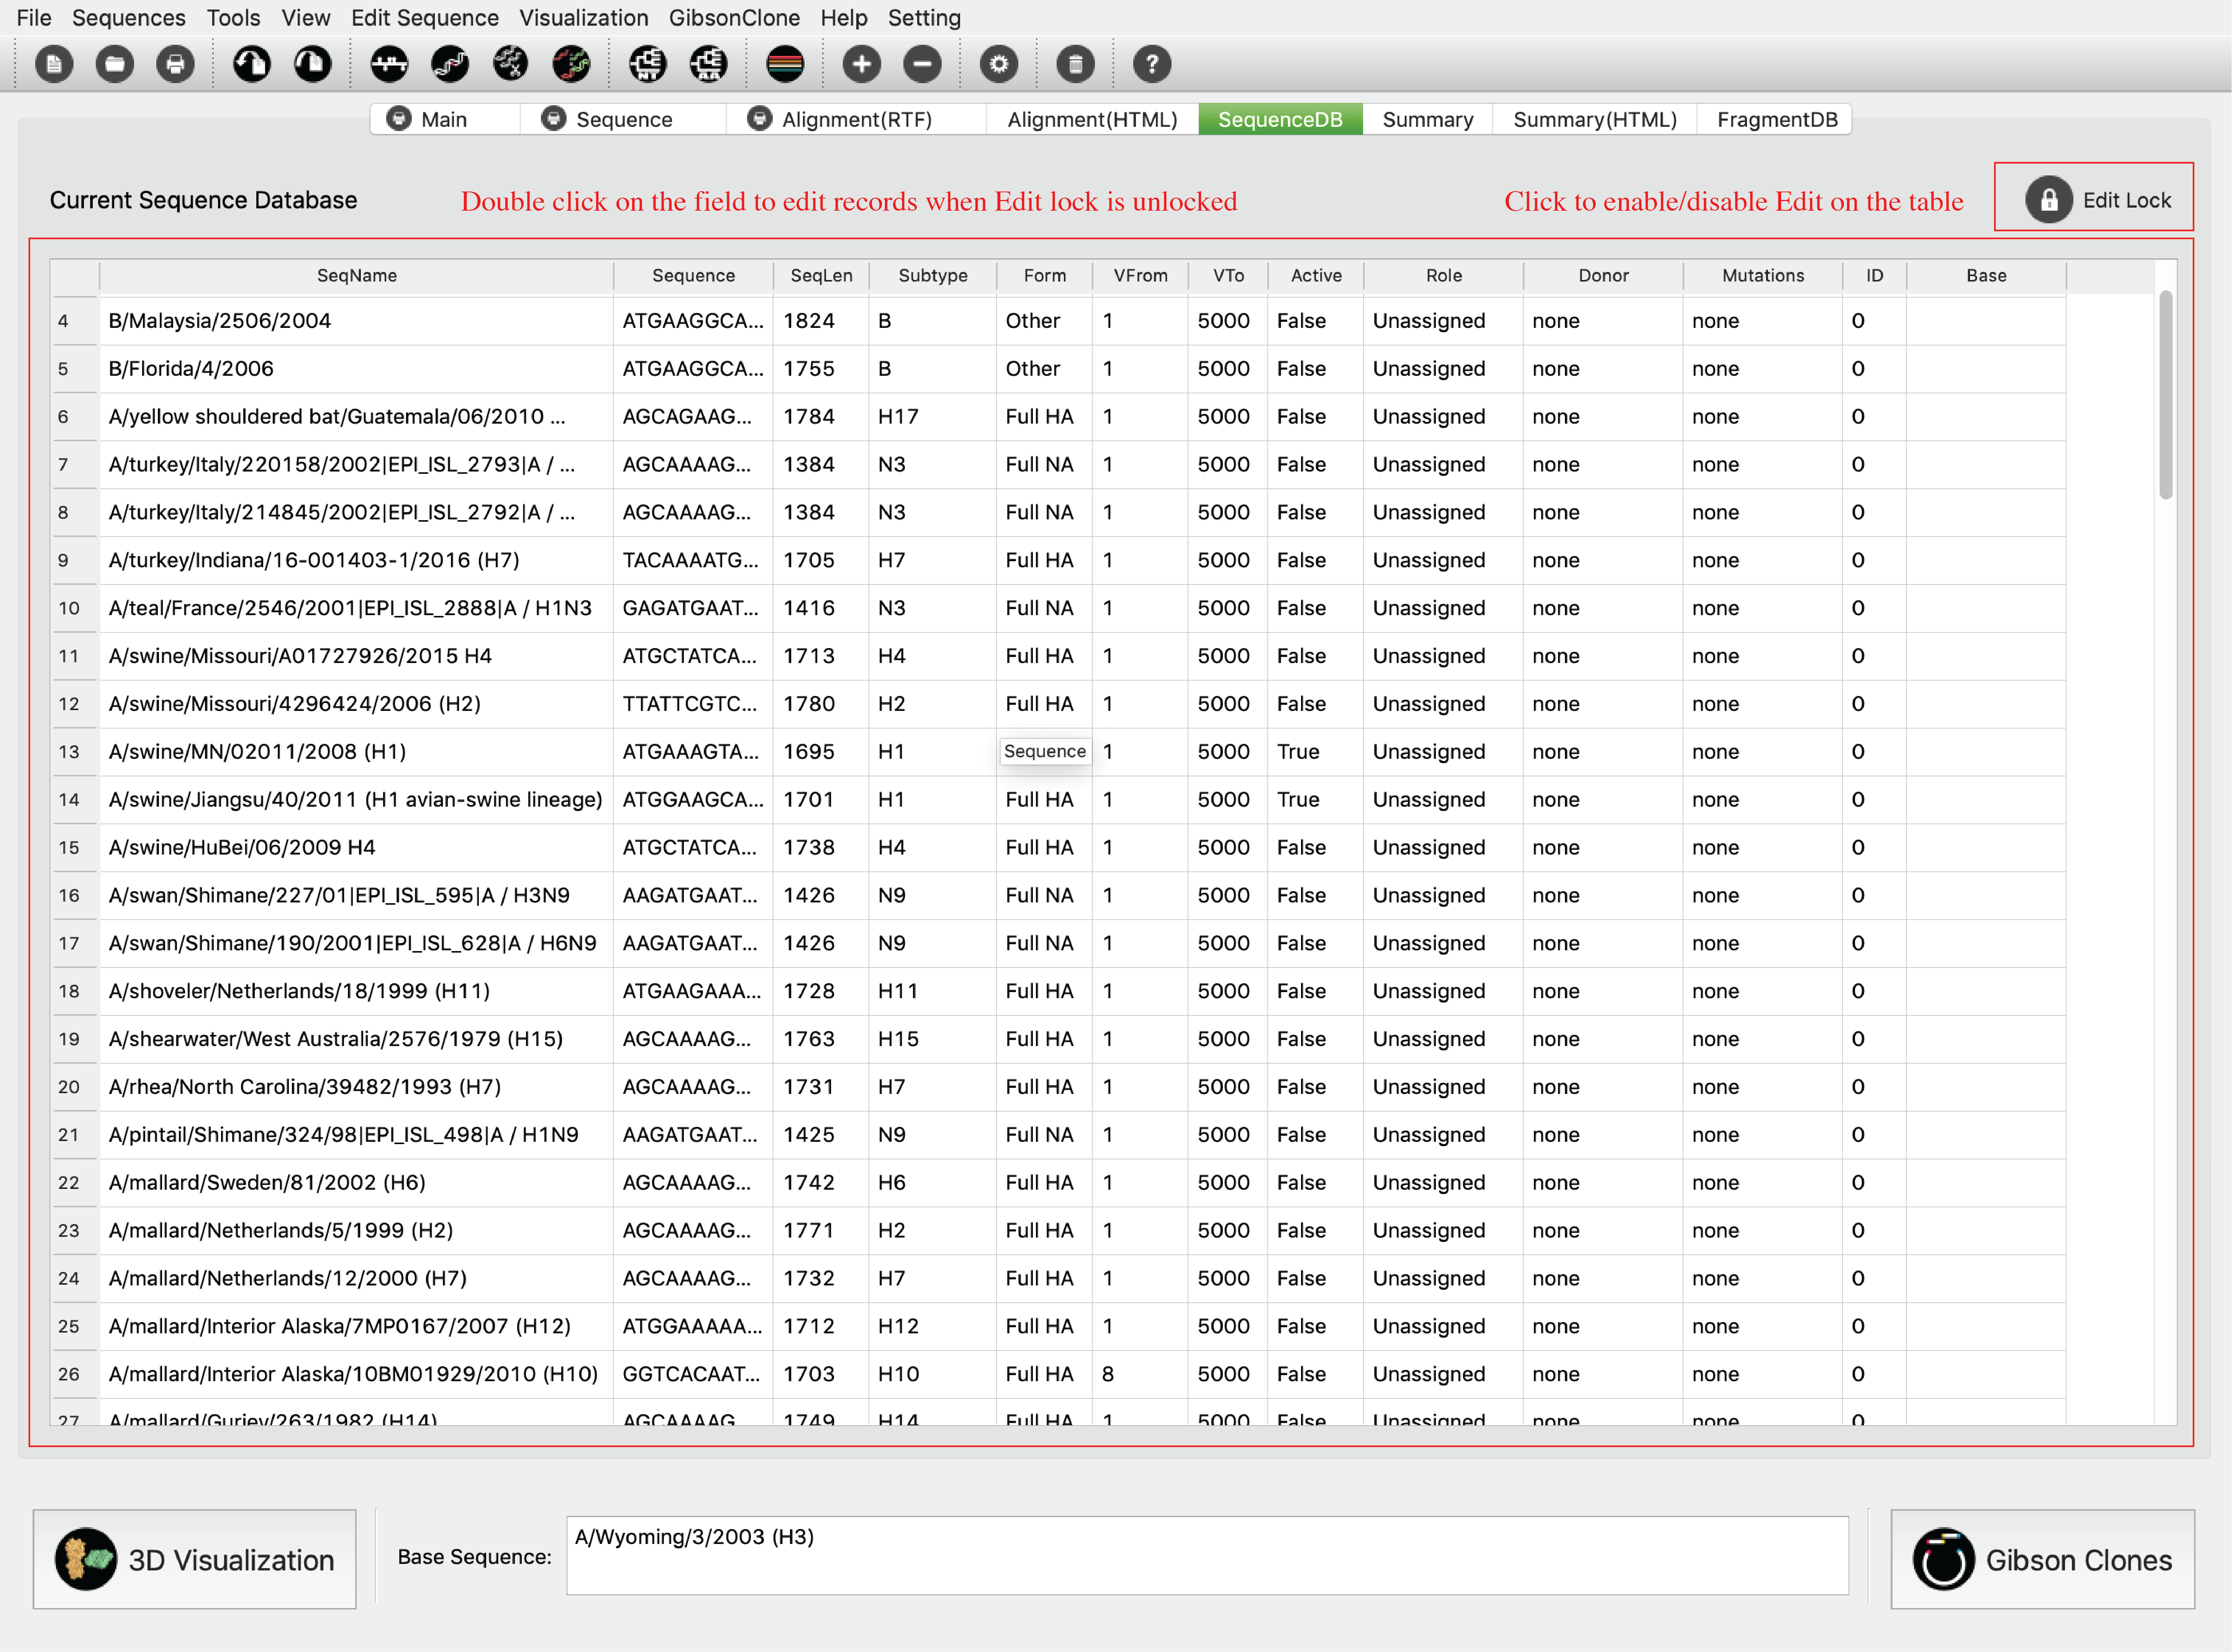 File Sequences Tools View Edit Sequence Visualization GibsonClone Help Setting
NT AA ?
Main Sequence Alignment(RTF) Alignment(HTML) SequenceDB Summary Summary(HTML) FragmentDB
Current Sequence Database Double click on the field to edit records when Edit lock is unlocked Click to enable/disable Edit on the table Edit Lock
SeqName Sequence SeqLen Subtype Form VFrom VTo Active Role Donor Mutations ID Base
4 B/Malaysia/2506/2004 ATGAAGGCA... 1824 B Other 1 5000 False Unassigned none none 0
5 B/Florida/4/2006 ATGAAGGCA... 1755 B Other 1 5000 False Unassigned none none 0
6 A/yellow shouldered bat/Guatemala/06/2010 ... AGCAGAAG... 1784 H17 Full HA 1 5000 False Unassigned none none 0
7 A/turkey/Italy/220158/2002|EPI_ISL_2793|A / ... AGCAAAAG... 1384 N3 Full NA 1 5000 False Unassigned none none 0
8 A/turkey/Italy/214845/2002|EPI_ISL_2792|A / ... AGCAAAAG... 1384 N3 Full NA 1 5000 False Unassigned none none 0
9 A/turkey/Indiana/16-001403-1/2016 (H7) TACAAAATG... 1705 H7 Full HA 1 5000 False Unassigned none none 0
10 A/teal/France/2546/2001|EPI_ISL_2888|A / H1N3 GAGATGAAT... 1416 N3 Full NA 1 5000 False Unassigned none none 0
11 A/swine/Missouri/A01727926/2015 H4 ATGCTATCA... 1713 H4 Full HA 1 5000 False Unassigned none none 0
12 A/swine/Missouri/4296424/2006 (H2) TTATTCGTC... 1780 H2 Full HA 1 5000 False Unassigned none none 0
13 A/swine/MN/02011/2008 (H1) ATGAAAGTA... 1695 H1 Sequence 1 5000 True Unassigned none none 0
14 A/swine/Jiangsu/40/2011 (H1 avian-swine lineage) ATGGAAGCA... 1701 H1 Full HA 1 5000 True Unassigned none none 0
15 A/swine/HuBei/06/2009 H4 ATGCTATCA... 1738 H4 Full HA 1 5000 False Unassigned none none 0
16 A/swan/Shimane/227/01|EPI_ISL_595|A / H3N9 AAGATGAAT... 1426 N9 Full NA 1 5000 False Unassigned none none 0
17 A/swan/Shimane/190/2001|EPI_ISL_628|A / H6N9 AAGATGAAT... 1426 N9 Full NA 1 5000 False Unassigned none none 0
18 A/shoveler/Netherlands/18/1999 (H11) ATGAAGAAA... 1728 H11 Full HA 1 5000 False Unassigned none none 0
19 A/shearwater/West Australia/2576/1979 (H15) AGCAAAAG... 1763 H15 Full HA 1 5000 False Unassigned none none 0
20 A/rhea/North Carolina/39482/1993 (H7) AGCAAAAG... 1731 H7 Full HA 1 5000 False Unassigned none none 0
21 A/pintail/Shimane/324/98|EPI_ISL_498|A / H1N9 AAGATGAAT... 1425 N9 Full NA 1 5000 False Unassigned none none 0
22 A/mallard/Sweden/81/2002 (H6) AGCAAAAG... 1742 H6 Full HA 1 5000 False Unassigned none none 0
23 A/mallard/Netherlands/5/1999 (H2) AGCAAAAG... 1771 H2 Full HA 1 5000 False Unassigned none none 0
24 A/mallard/Netherlands/12/2000 (H7) AGCAAAAG... 1732 H7 Full HA 1 5000 False Unassigned none none 0
25 A/mallard/Interior Alaska/7MP0167/2007 (H12) ATGGAAAAA... 1712 H12 Full HA 1 5000 False Unassigned none none 0
26 A/mallard/Interior Alaska/10BM01929/2010 (H10) GGTCACAAT... 1703 H10 Full HA 8 5000 False Unassigned none none 0
27 A/mallard/Gurjev/263/1982 (H14) AGCAAAAG 1749 H14 Full HA 1 5000 False Unassigned none none 0
3D Visualization Base Sequence: A/Wyoming/3/2003 (H3) Gibson Clones